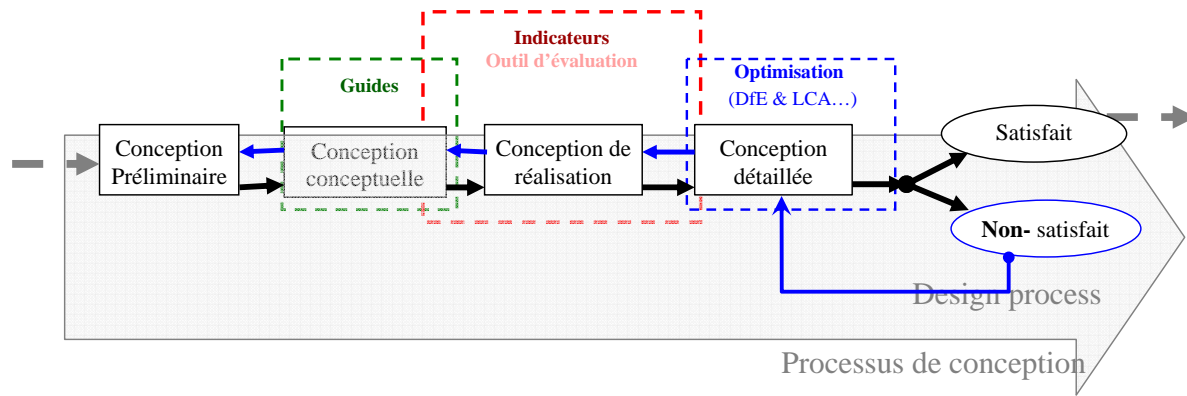 Indicateurs
Outil d’évaluation
Guides
Optimisation
(DfE & LCA…)
Conception
Préliminaire
Conception
conceptuelle
Conception de
réalisation
Conception
détaillée
Satisfait
Non- satisfait
Design process
Processus de conception